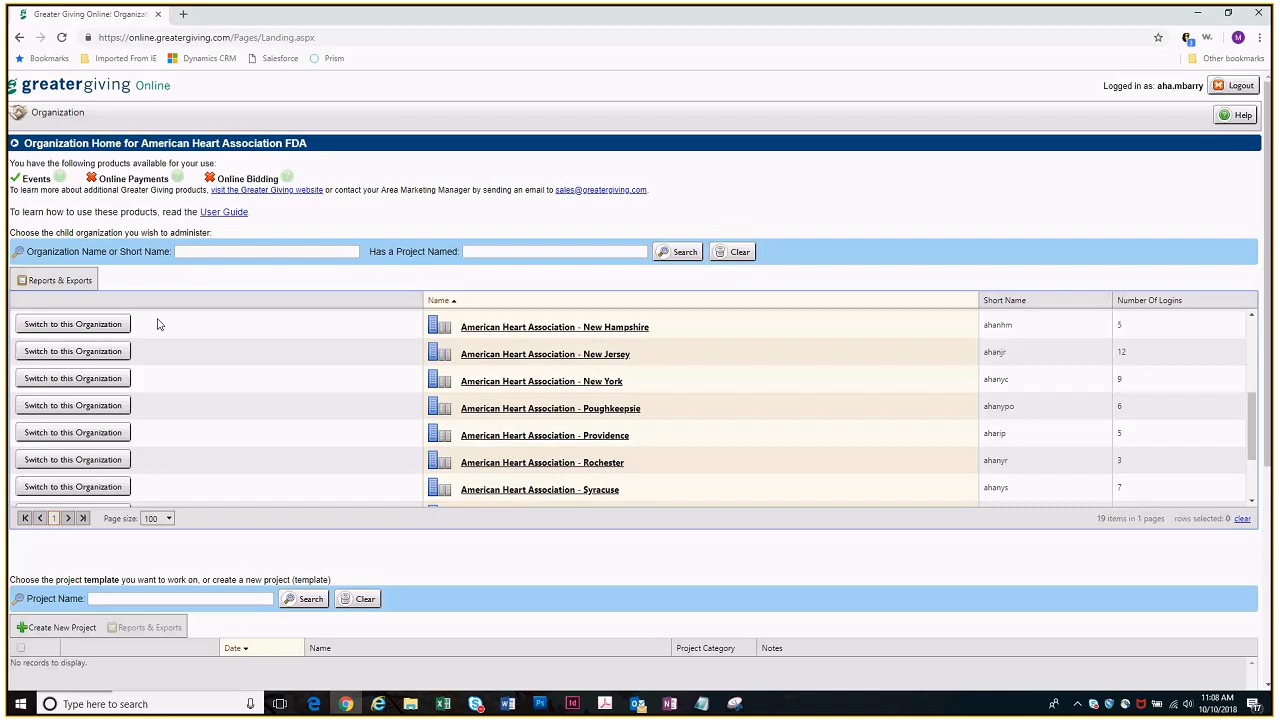 Greater Giving Online: Organiza
https://online.greatergiving.com/Pages/Landing.aspx
Bookmarks Imported From IE Dynamics CRM Salesforce Prism Other bookmarks
greatergiving Online
Logged in as: aha.mbarry Logout
Organization
Help
Organization Home for American Heart Association FDA
You have the following products available for your use:
Events Online Payments Online Bidding
To learn more about additional Greater Giving products, visit the Greater Giving website or contact your Area Marketing Manager by sending an email to sales@greatergiving.com.
To learn how to use these products, read the User Guide.
Choose the child organization you wish to administer:
Organization Name or Short Name: Has a Project Named: Search Clear
Reports & Exports
Name Short Name Number Of Logins
Switch to this Organization American Heart Association - New Hampshire ahanhm 5
Switch to this Organization American Heart Association - New Jersey ahanjr 12
Switch to this Organization American Heart Association - New York ahanyc 9
Switch to this Organization American Heart Association - Poughkeepsie ahanypo 6
Switch to this Organization American Heart Association - Providence aharip 5
Switch to this Organization American Heart Association - Rochester ahanyr 3
Switch to this Organization American Heart Association - Syracuse ahanys 7
1 Page size: 100 19 items in 1 pages rows selected: 0 clear
Choose the project template you want to work on, or create a new project (template)
Project Name: Search Clear
Create New Project Reports & Exports
Date Name Project Category Notes
No records to display.
Type here to search
11:08 AM
10/10/2018
17